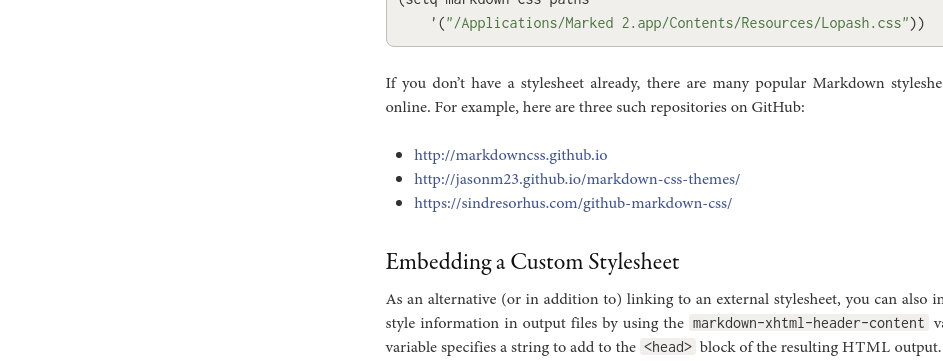 (setq markdown-css-paths
'("/Applications/Marked 2.app/Contents/Resources/Lopash.css"))
If you don’t have a stylesheet already, there are many popular Markdown
online. For example, here are three such repositories on GitHub:
http://markdowncss.github.io
http://jasonm23.github.io/markdown-css-themes/
https://sindresorhus.com/github-markdown-css/
Embedding a Custom Stylesheet
As an alternative (or in addition to) linking to an external stylesheet, you can also
style information in output files by using the markdown-xhtml-header-content
variable specifies a string to add to the <head> block of the resulting HTML output.